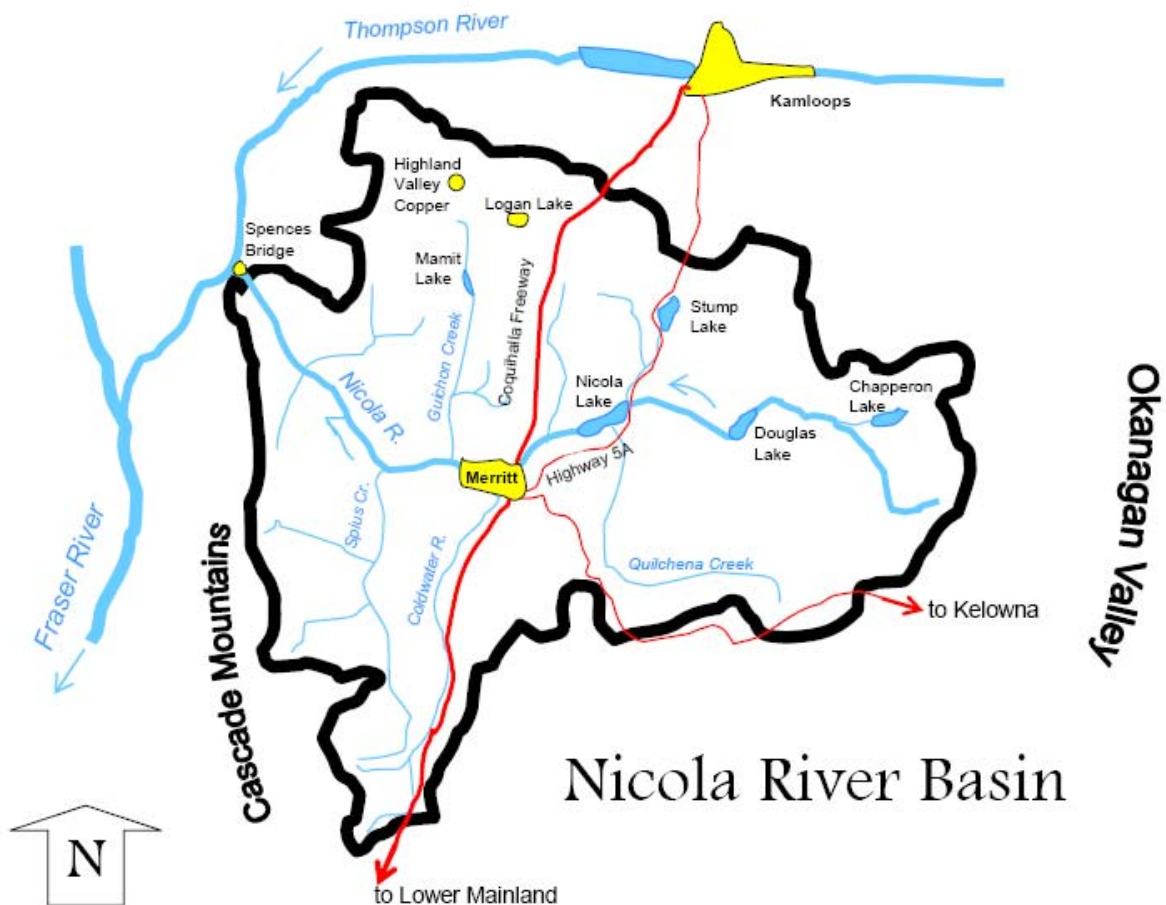 Thompson River
Kamloops
Highland
Valley
Copper
Logan Lake
Spences
Bridge
Mamit
Lake
Guichon Creek
Coquihalla Freeway
Stump
Lake
Nicola R.
Nicola
Lake
Chapperon
Lake
Douglas
Lake
Okanagan Valley
Merritt
Highway 5A
Spius Cr.
Coldwater R.
Quilchena Creek
to Kelowna
Fraser River
Cascade Mountains
Nicola River Basin
N
to Lower Mainland